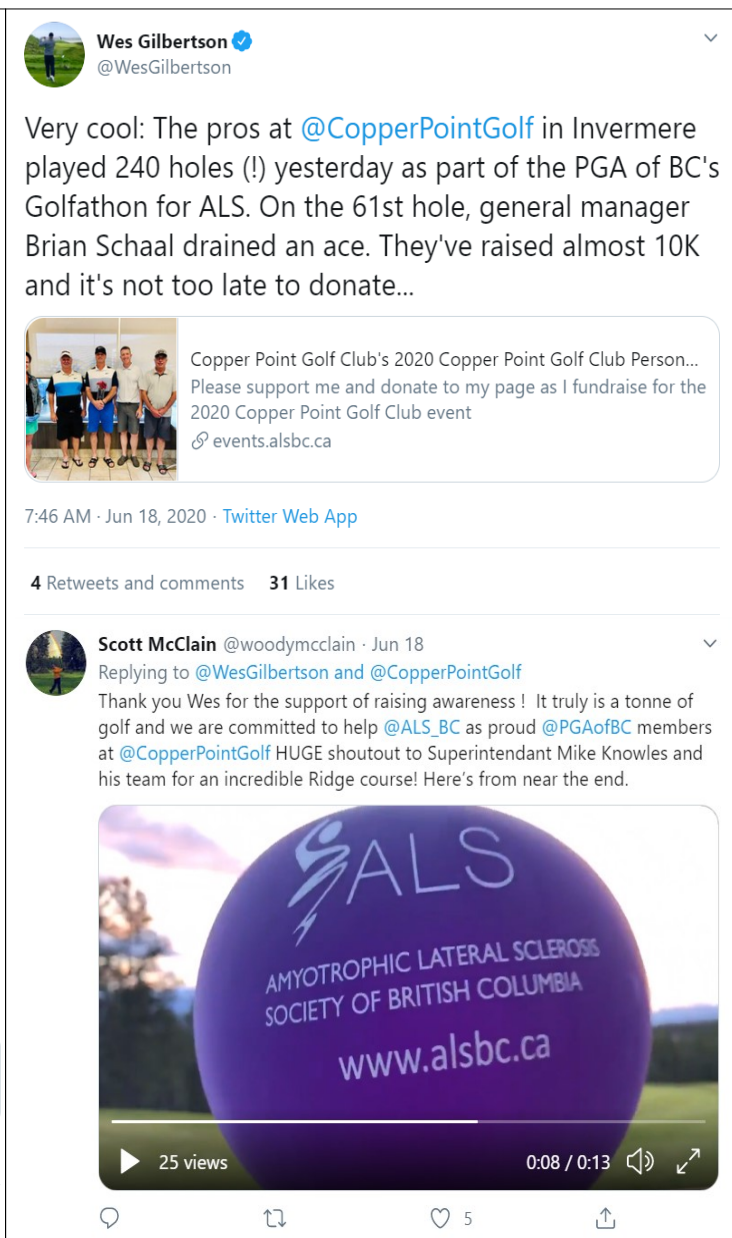 Wes Gilbertson
@WesGilbertson
Very cool: The pros at @CopperPointGolf in Invermere
played 240 holes (!) yesterday as part of the PGA of BC's
Golfathon for ALS. On the 61st hole, general manager
Brian Schaal drained an ace. They've raised almost 10K
and it's not too late to donate...
Copper Point Golf Club's 2020 Copper Point Golf Club Person...
Please support me and donate to my page as I fundraise for the
2020 Copper Point Golf Club event
events.alsbc.ca
7:46 AM · Jun 18, 2020 · Twitter Web App
4 Retweets and comments 31 Likes
Scott McClain @woodymcclain · Jun 18
Replying to @WesGilbertson and @CopperPointGolf
Thank you Wes for the support of raising awareness ! It truly is a tonne of
golf and we are committed to help @ALS_BC as proud @PGAofBC members
at @CopperPointGolf HUGE shoutout to Superintendant Mike Knowles and
his team for an incredible Ridge course! Here's from near the end.
ALS
AMYOTROPHIC LATERAL SCLEROSIS
SOCIETY OF BRITISH COLUMBIA
www.alsbc.ca
25 views 0:08 / 0:13
5